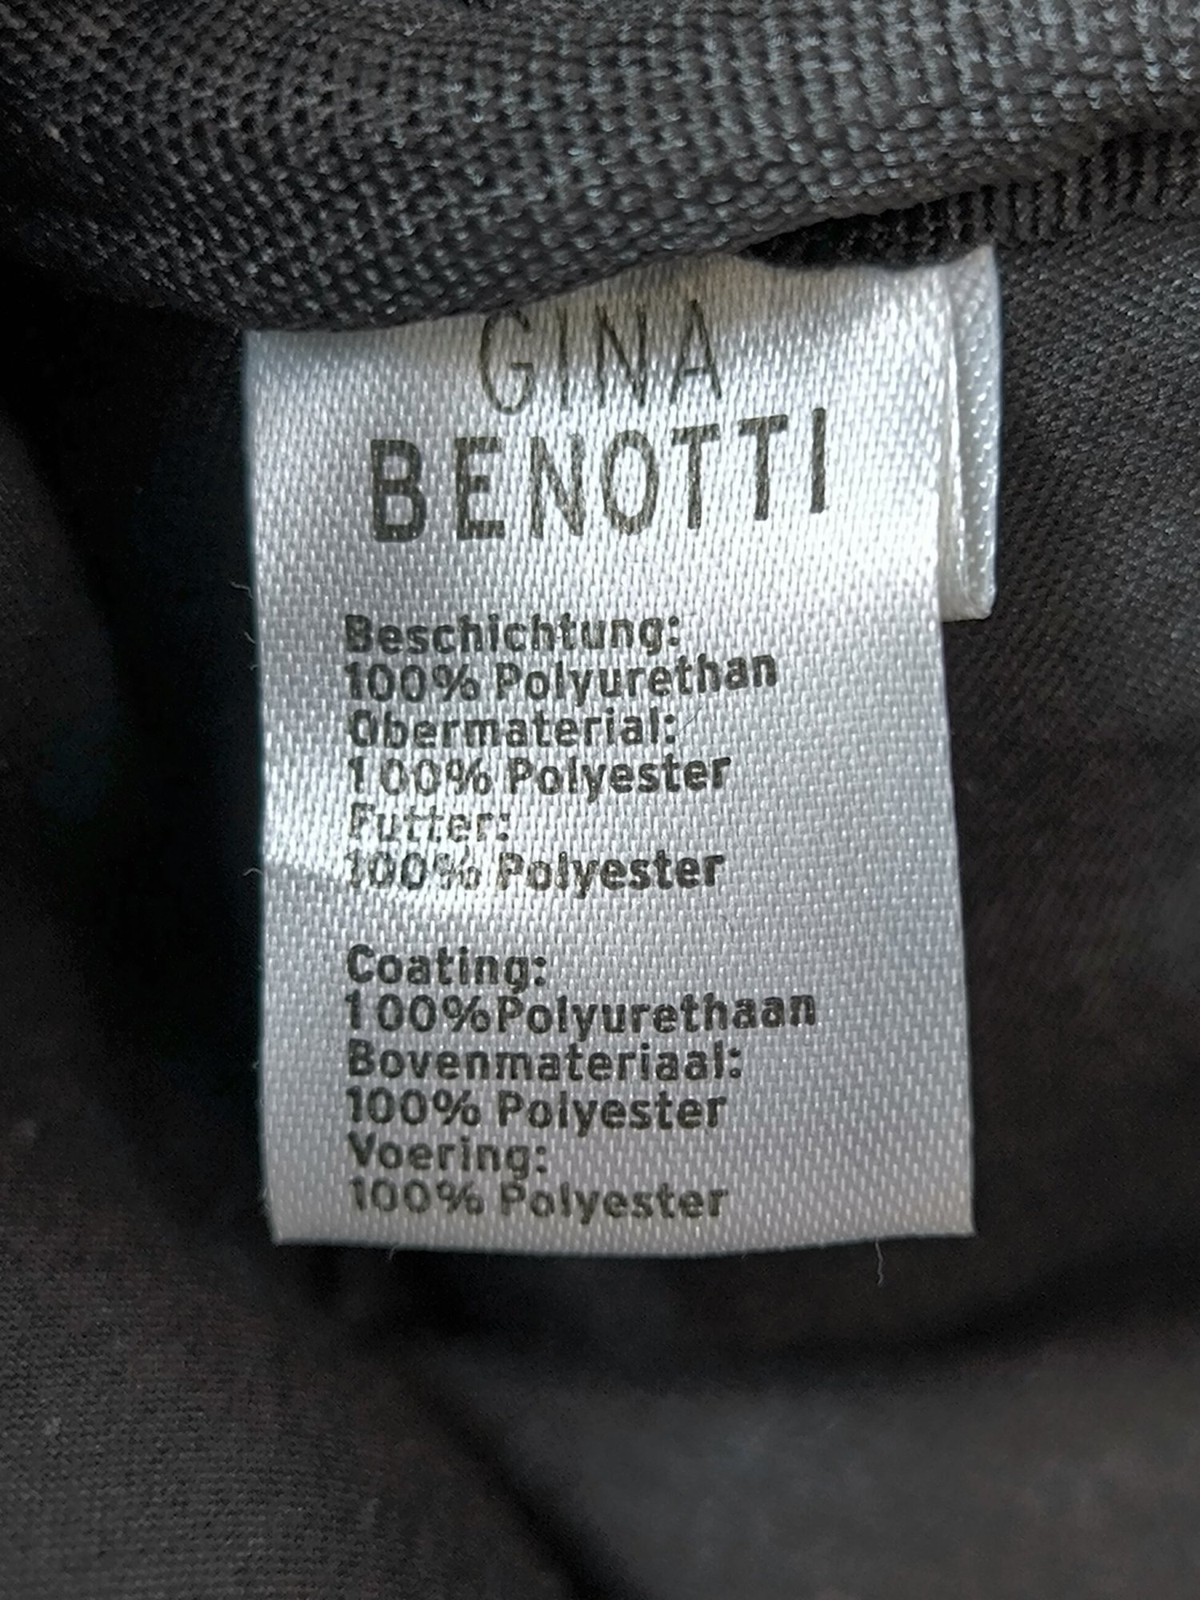 GINA
BENOTTI
Beschichtung:
100% Polyurethan
Obermaterial:
100% Polyester
Futter:
100% Polyester
Coating:
100%Polyurethaan
Bovenmateriaal:
100% Polyester
Voering:
100% Polyester